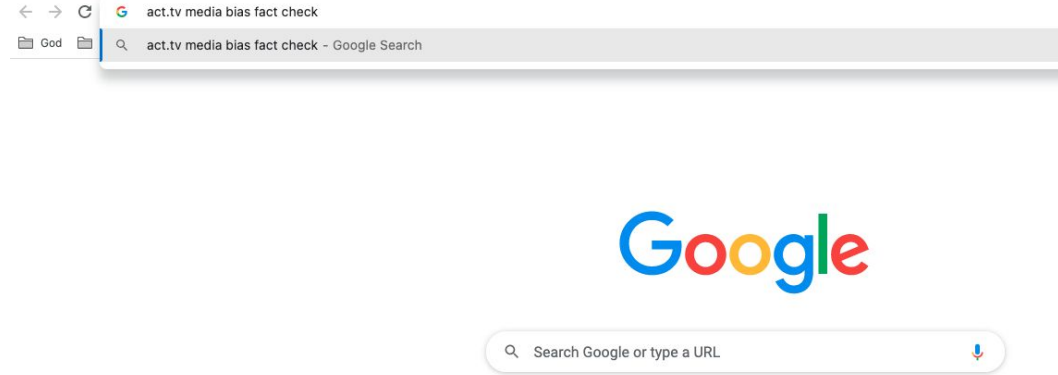 act.tv media bias fact check
God
act.tv media bias fact check - Google Search
Google
Search Google or type a URL